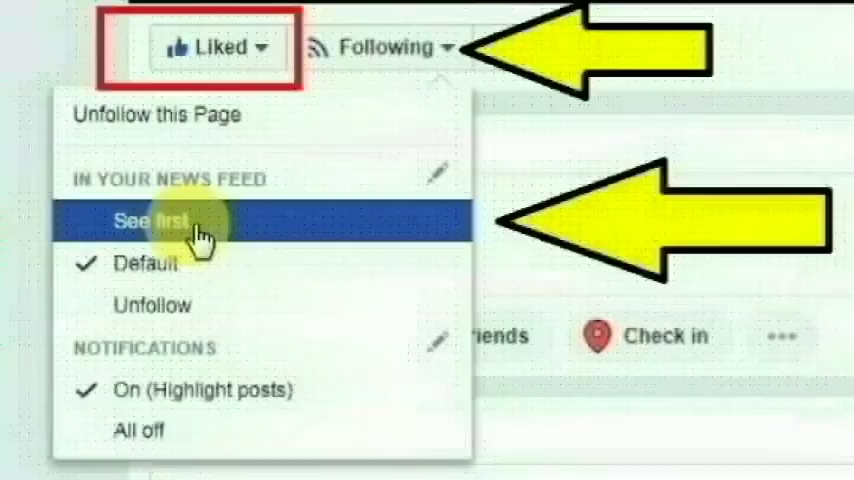 Liked Following
Unfollow this Page
IN YOUR NEWS FEED
See first
Default
Unfollow
NOTIFICATIONS
iends Check in
On (Highlight posts)
All off